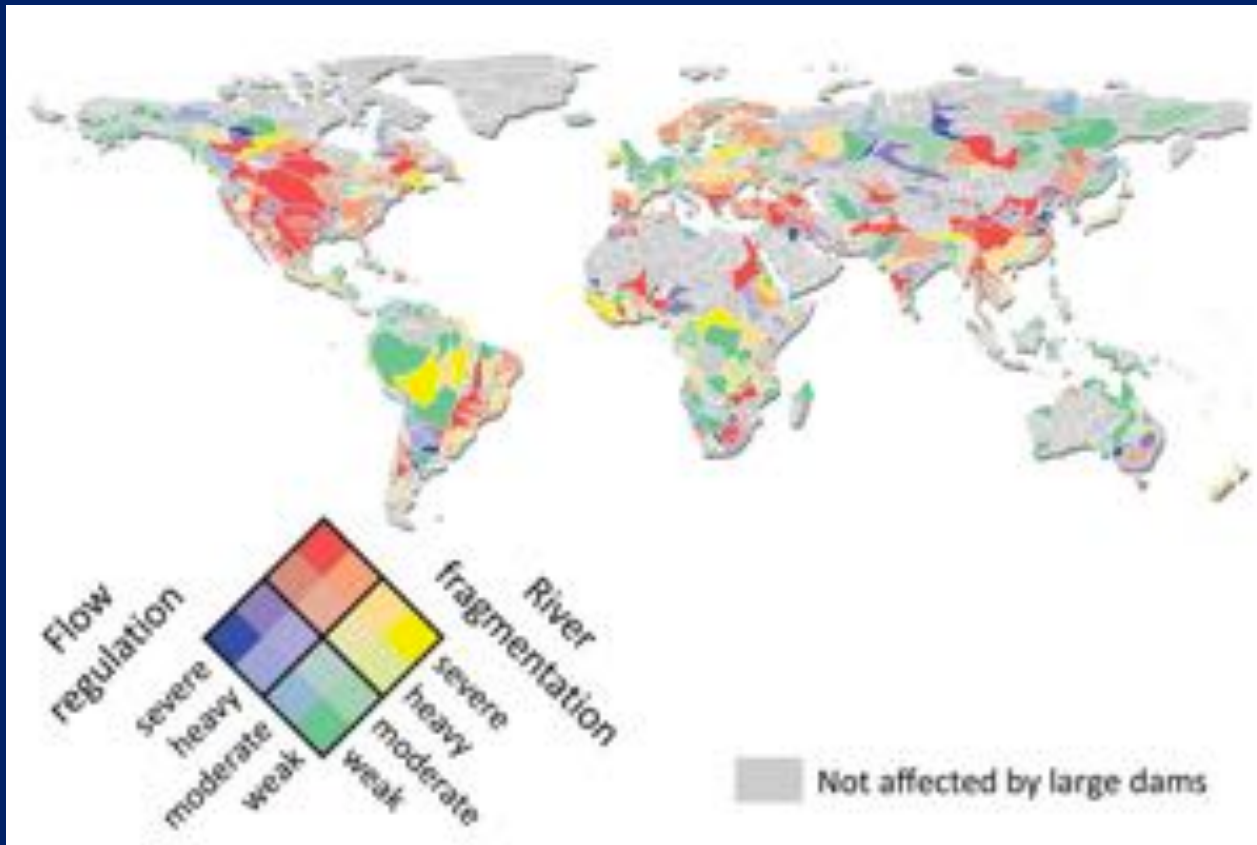 Flow
regulation
severe
heavy
moderate
weak
River
fragmentation
severe
heavy
moderate
weak
Not affected by large dams